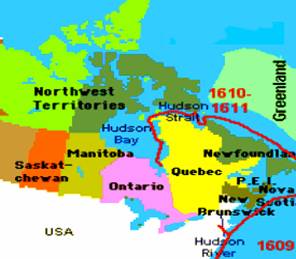 Northwest
Territories
1610-
1611
Greenland
Hudson
Strait
Hudson
Bay
Manitoba
Newfoundlan
Saskat-
chewan
Quebec
Ontario
P.E.I.
Nova
Scotia
New
Brunswick
USA
Hudson
River
1609